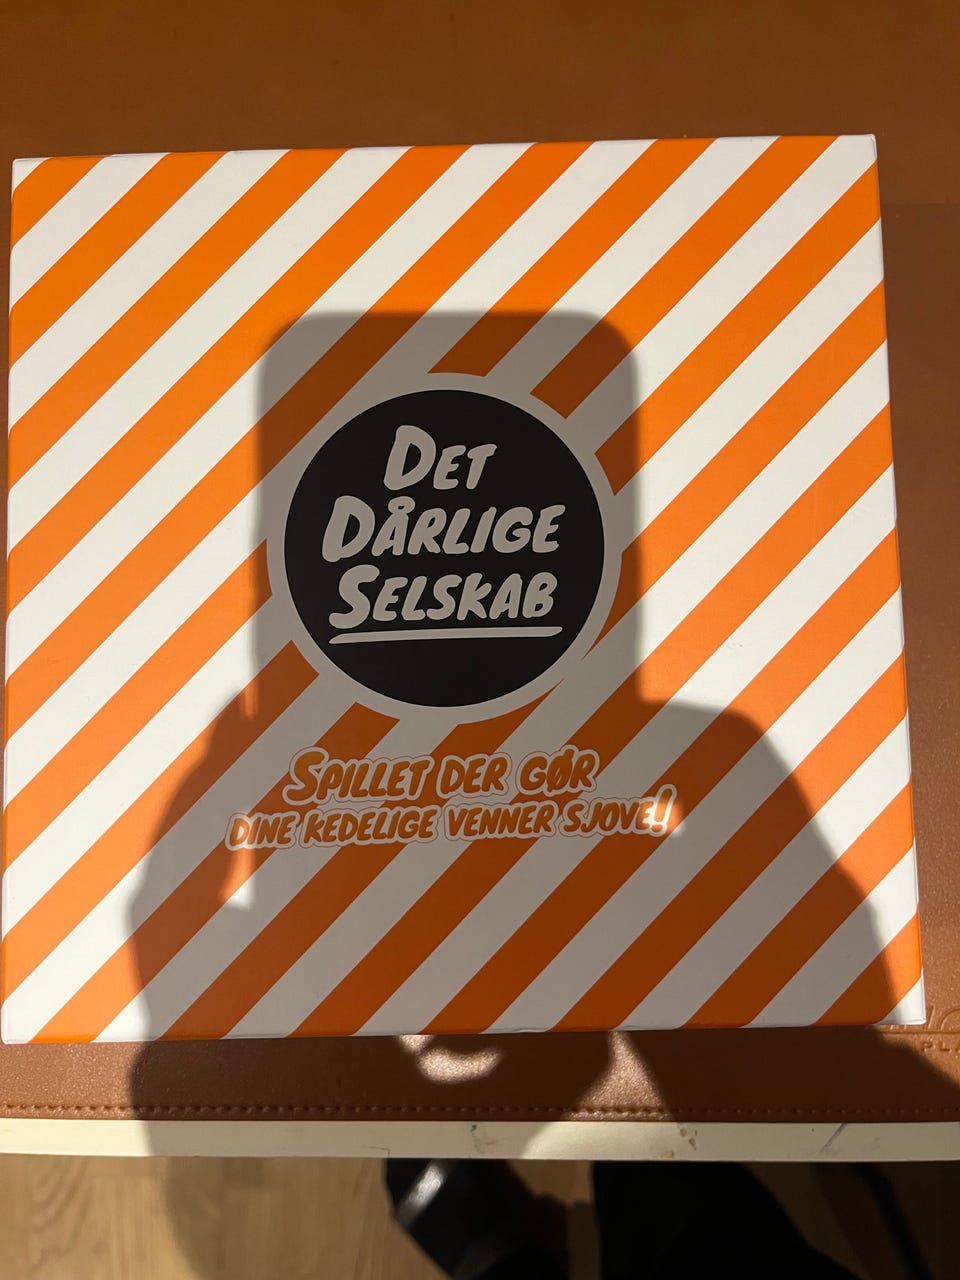 DET
DÅRLIGE
SELSKAB
SPILLET DER GØR
DINE KEDELIGE VENNER SJOVE!